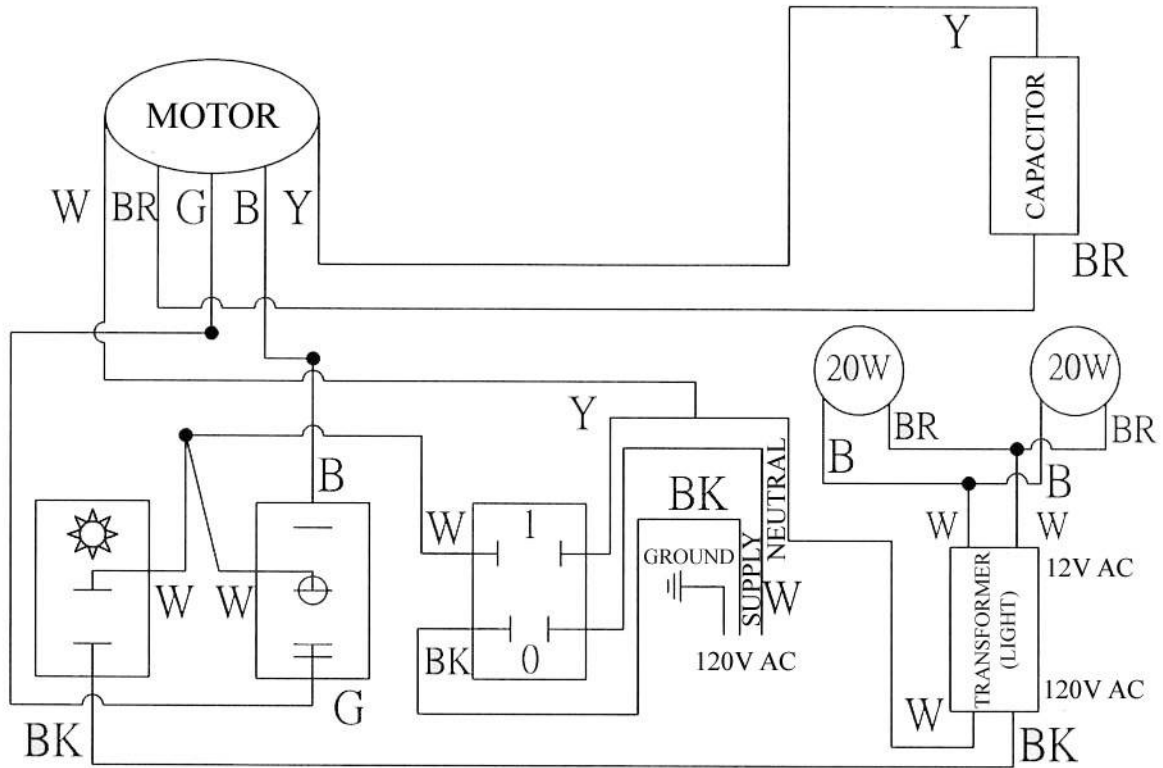 Y
MOTOR
CAPACITOR
W BR G B Y
BR
20W
20W
Y
BR
BR
B
B
B
BK
NEUTRAL
W
1
W
W
GROUND
SUPPLY
12V AC
W
W
W
TRANSFORMER
(LIGHT)
BK
0
120V AC
120V AC
G
W
BK
BK